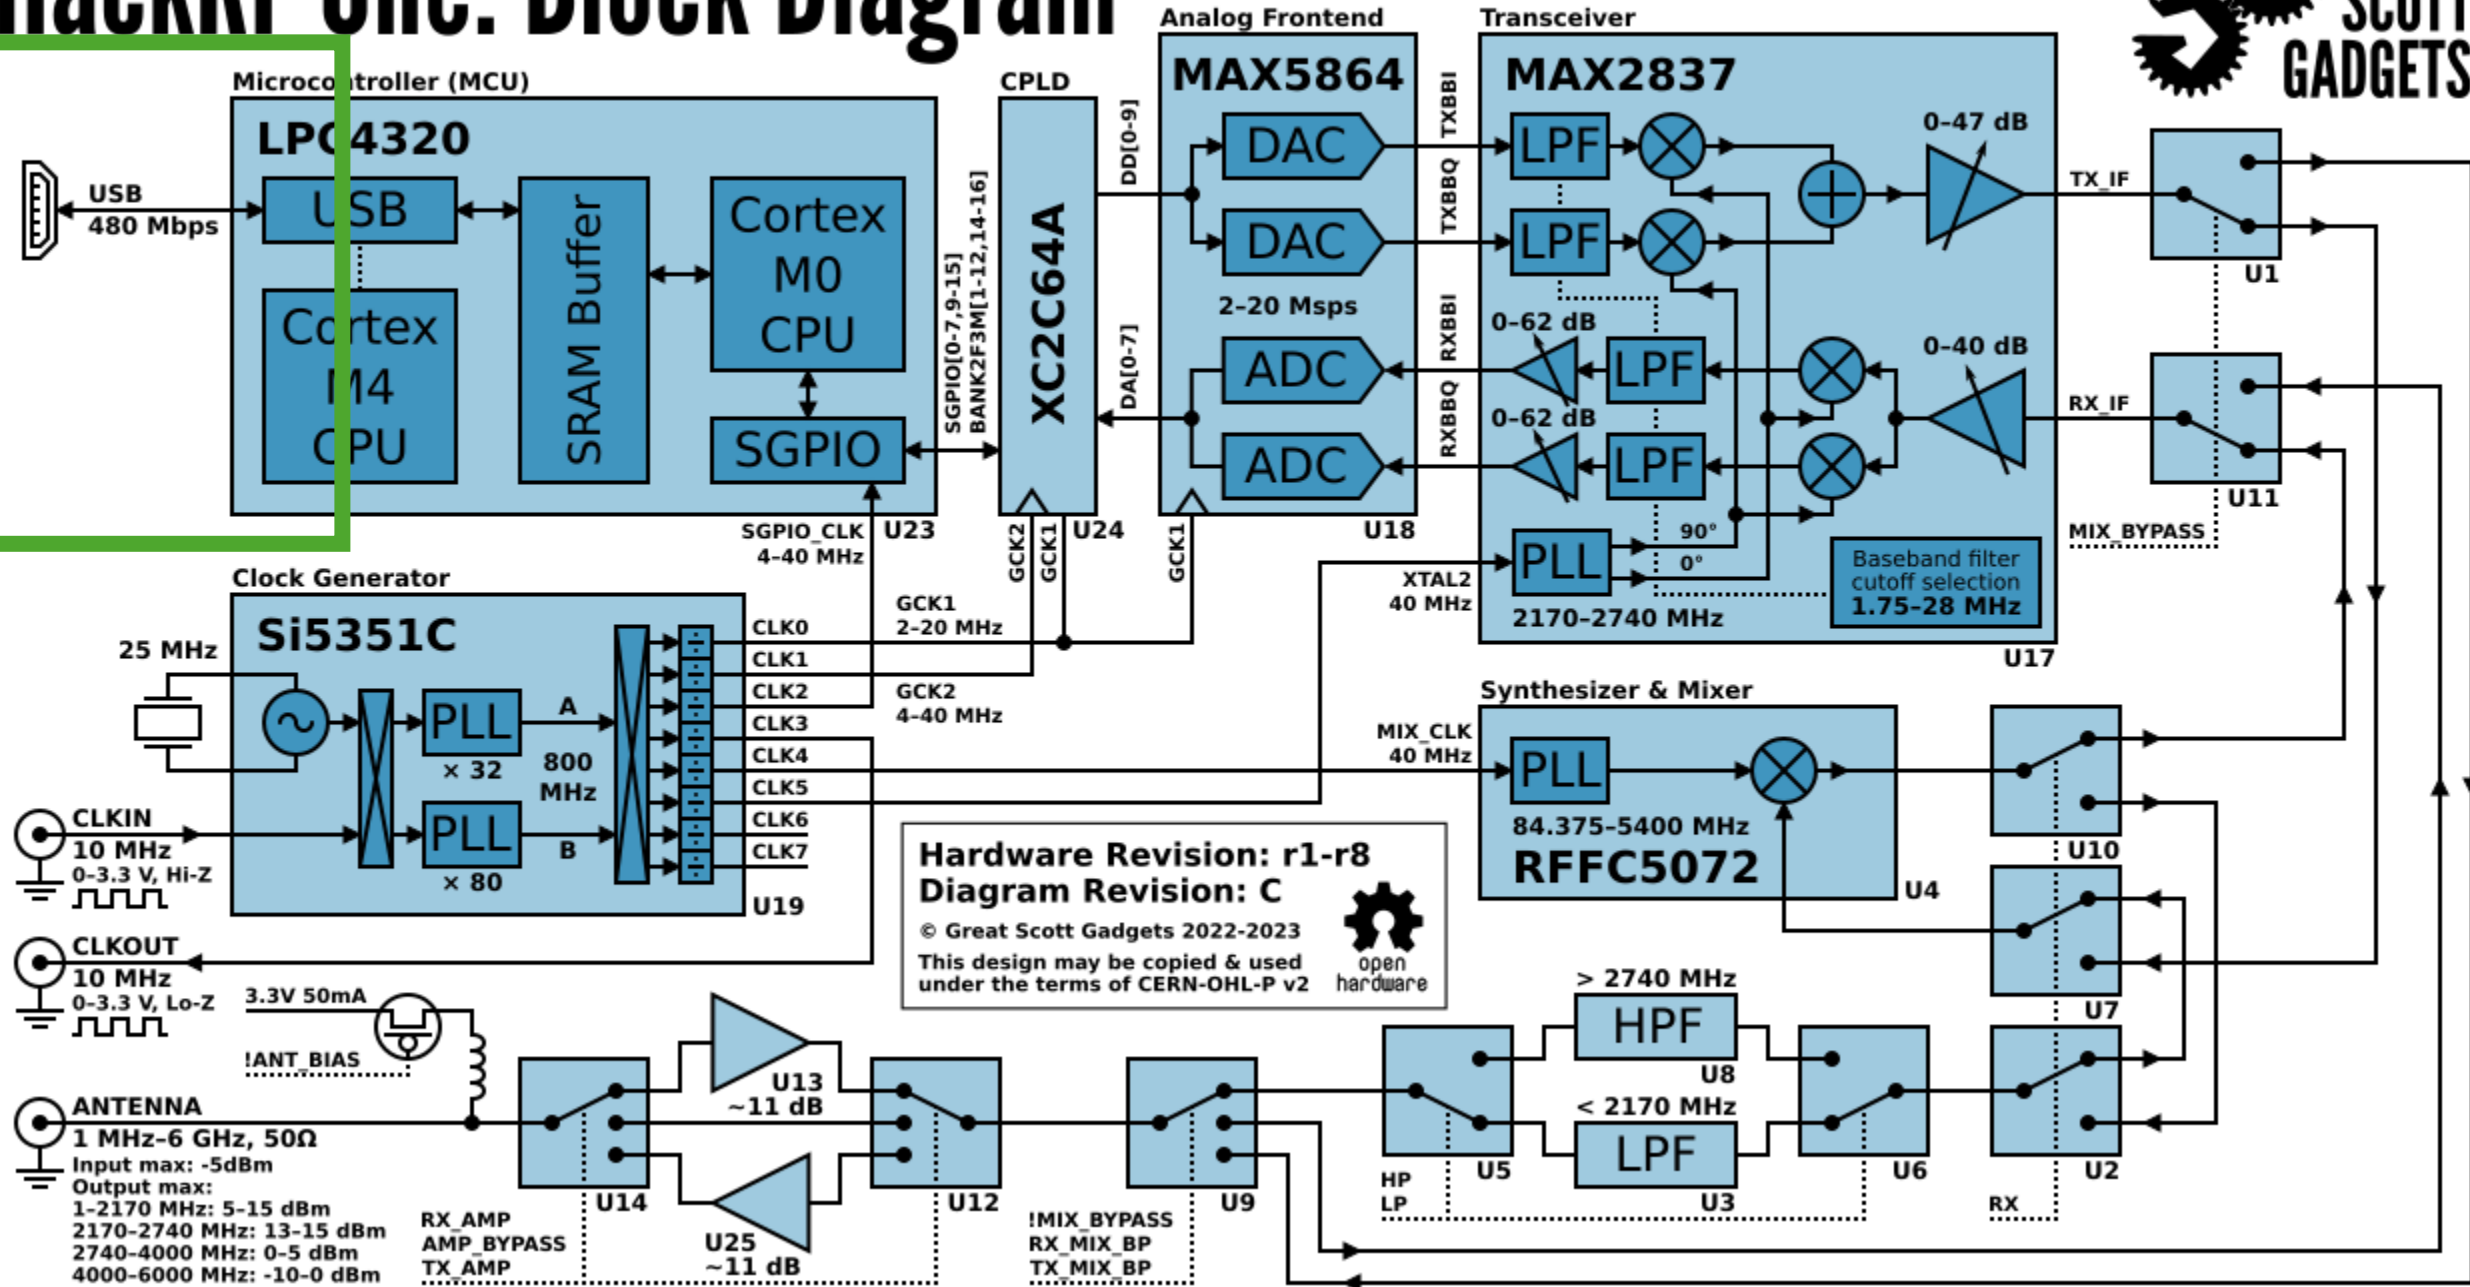 HackRF One: Block Diagram
SCOTT
GADGETS
Microcontroller (MCU)
LPC4320
USB
480 Mbps
USB
Cortex
M4
CPU
SRAM Buffer
Cortex
M0
CPU
SGPIO
U23
SGPIO_CLK
4–40 MHz
SGPIO[0-7,9-15]
BANK2F3M[1-12,14-16]
CPLD
XC2C64A
U24
GCK2
GCK1
DD[0-9]
DA[0-7]
Analog Frontend
MAX5864
DAC
DAC
2–20 Msps
ADC
ADC
U18
GCK1
TXBBI
TXBBQ
RXBBI
RXBBQ
Transceiver
MAX2837
LPF
LPF
0–47 dB
0–62 dB
LPF
0–62 dB
LPF
0–40 dB
PLL
90°
0°
2170–2740 MHz
Baseband filter
cutoff selection
1.75–28 MHz
U17
XTAL2
40 MHz
TX_IF
U1
RX_IF
U11
MIX_BYPASS
Clock Generator
Si5351C
25 MHz
PLL
× 32
A
800
MHz
PLL
× 80
B
U19
CLK0
CLK1
CLK2
CLK3
CLK4
CLK5
CLK6
CLK7
GCK1
2–20 MHz
GCK2
4–40 MHz
CLKIN
10 MHz
0–3.3 V, Hi-Z
CLKOUT
10 MHz
0–3.3 V, Lo-Z
Synthesizer & Mixer
MIX_CLK
40 MHz
PLL
84.375–5400 MHz
RFFC5072
U4
U10
U7
Hardware Revision: r1-r8
Diagram Revision: C
© Great Scott Gadgets 2022-2023
This design may be copied & used
under the terms of CERN-OHL-P v2
open
hardware
3.3V 50mA
!ANT_BIAS
ANTENNA
1 MHz–6 GHz, 50Ω
Input max: -5dBm
Output max:
1–2170 MHz: 5–15 dBm
2170–2740 MHz: 13–15 dBm
2740–4000 MHz: 0–5 dBm
4000–6000 MHz: -10–0 dBm
U14
U13
~11 dB
U25
~11 dB
U12
RX_AMP
AMP_BYPASS
TX_AMP
U9
!MIX_BYPASS
RX_MIX_BP
TX_MIX_BP
U5
HP
LP
> 2740 MHz
HPF
U8
< 2170 MHz
LPF
U3
U6
U2
RX